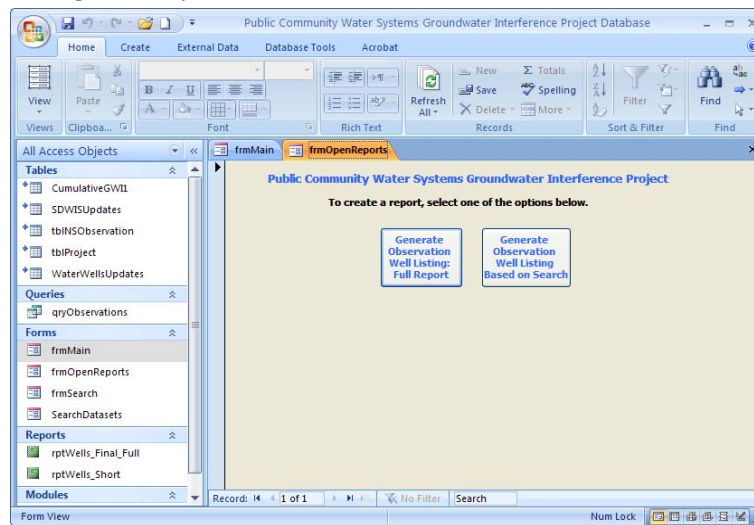 Public Community Water Systems Groundwater Interference Project Database
Home Create External Data Database Tools Acrobat
View
Paste
B I U
A
Refresh All
New
Save
Delete
Totals
Spelling
More
Filter
Find
Views Clipboa... Font Rich Text Records Sort & Filter Find
All Access Objects
frmMain frmOpenReports
Tables
CumulativeGWI1
SDWISUpdates
tblNSObservation
tblProject
WaterWellsUpdates
Queries
qryObservations
Forms
frmMain
frmOpenReports
frmSearch
SearchDatasets
Reports
rptWells_Final_Full
rptWells_Short
Modules
Public Community Water Systems Groundwater Interference Project
To create a report, select one of the options below.
Generate
Observation
Well Listing:
Full Report
Generate
Observation
Well Listing
Based on Search
Record: 1 of 1 No Filter Search
Form View Num Lock